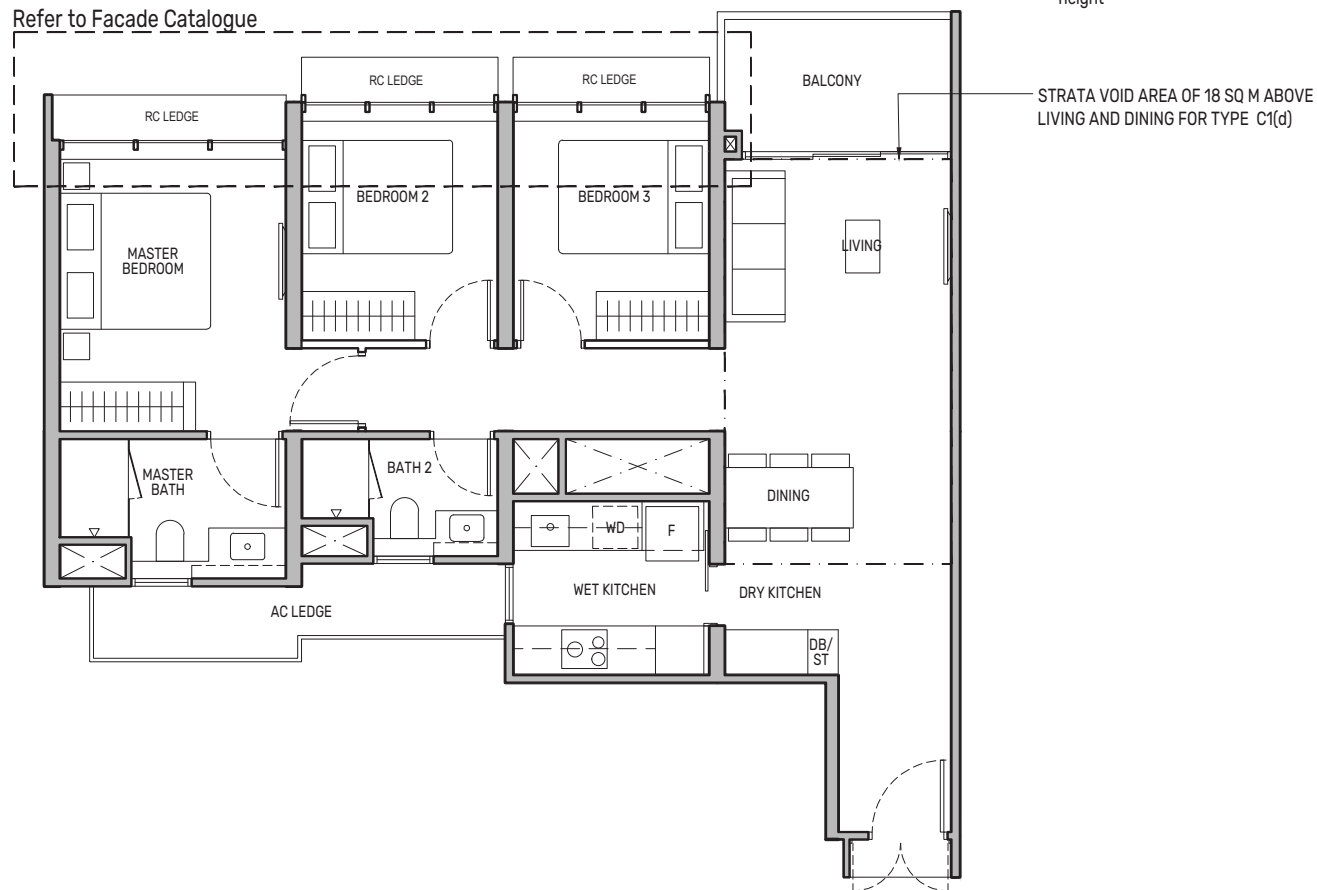 height
Refer to Facade Catalogue
RC LEDGE
RC LEDGE
RC LEDGE
BALCONY
STRATA VOID AREA OF 18 SQ M ABOVE
LIVING AND DINING FOR TYPE C1(d)
BEDROOM 2
BEDROOM 3
MASTER
BEDROOM
LIVING
MASTER
BATH
BATH 2
DINING
WD
F
WET KITCHEN
DRY KITCHEN
AC LEDGE
DB/
ST